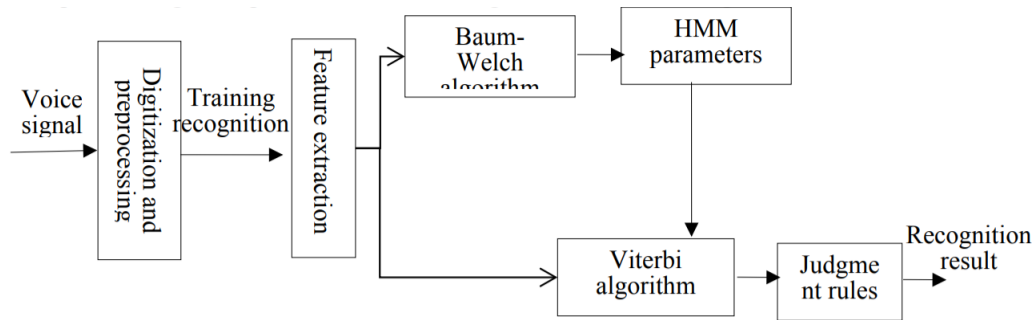 Voice
signal
Digitization and
preprocessing
Training
recognition
Feature extraction
Baum-
Welch
algorithm
HMM
parameters
Viterbi
algorithm
Judgme
nt rules
Recognition
result